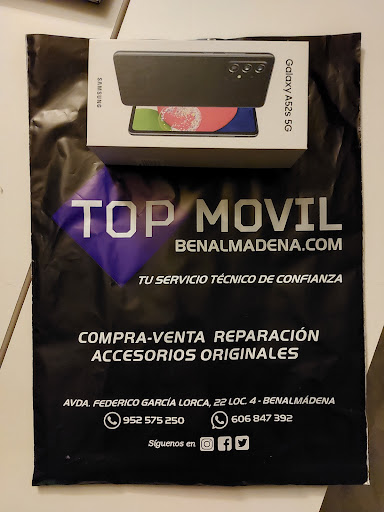 Galaxy A52s 5G
SAMSUNG
TOP MOVIL
BENALMADENA.COM
TU SERVICIO TÉCNICO DE CONFIANZA
COMPRA-VENTA REPARACIÓN
ACCESORIOS ORIGINALES
AVDA. FEDERICO GARCÍA LORCA, 22 LOC. 4 - BENALMÁDENA
952 575 250
606 847 392
Síguenos en